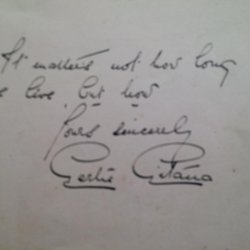 It matters not how long
e live, but how
Yours sincerely
Gertie Gitana